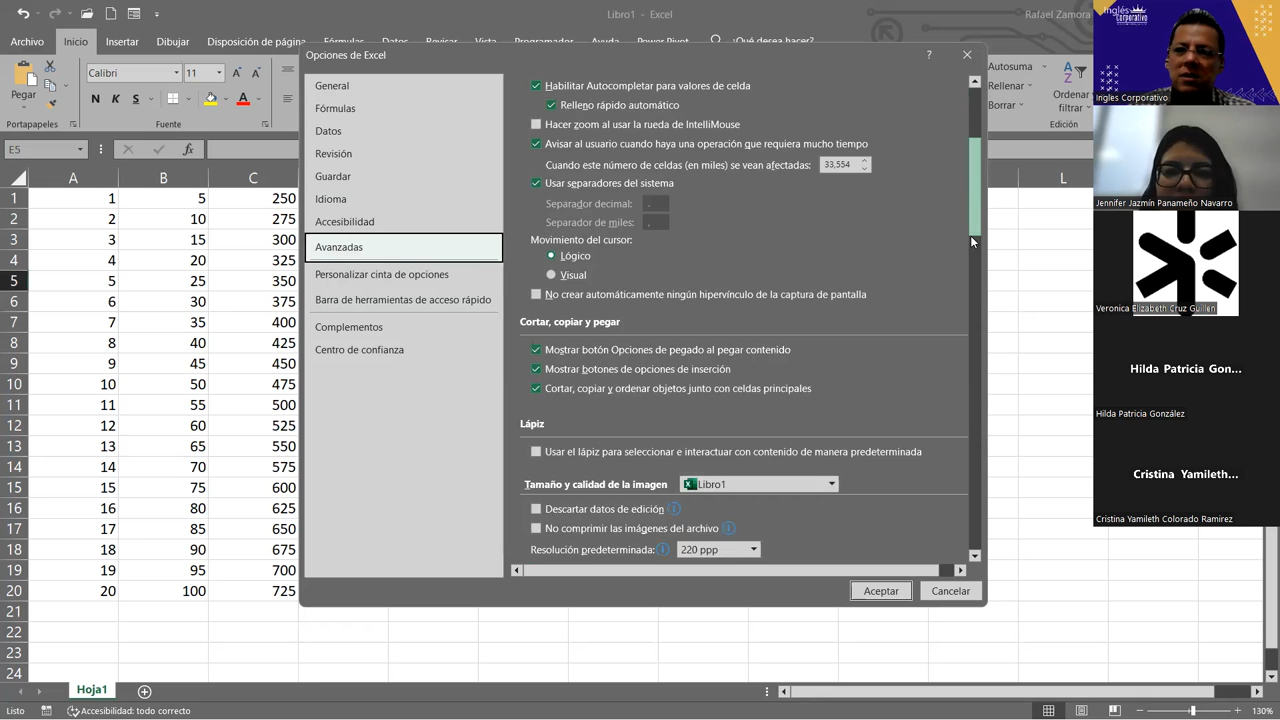 Libro1 - Excel
Rafael Zamora
Archivo Inicio Insertar Dibujar Disposición de página Fórmulas Datos Revisar Vista Programador Ayuda Power Pivot ¿Qué desea hacer?
Pegar
Calibri 11
N K S
Portapapeles Fuente
Autosuma
Rellenar
Borrar
Ordenar
filtrar
Edición
E5
fx
A B C L
1 1 5 250
2 2 10 275
3 3 15 300
4 4 20 325
5 5 25 350
6 6 30 375
7 7 35 400
8 8 40 425
9 9 45 450
10 10 50 475
11 11 55 500
12 12 60 525
13 13 65 550
14 14 70 575
15 15 75 600
16 16 80 625
17 17 85 650
18 18 90 675
19 19 95 700
20 20 100 725
21
22
23
24
Opciones de Excel
?
General
Fórmulas
Datos
Revisión
Guardar
Idioma
Accesibilidad
Avanzadas
Personalizar cinta de opciones
Barra de herramientas de acceso rápido
Complementos
Centro de confianza
Habilitar Autocompletar para valores de celda
Relleno rápido automático
Hacer zoom al usar la rueda de IntelliMouse
Avisar al usuario cuando haya una operación que requiera mucho tiempo
Cuando este número de celdas (en miles) se vean afectadas: 33,554
Usar separadores del sistema
Separador decimal: .
Separador de miles: ,
Movimiento del cursor:
Lógico
Visual
No crear automáticamente ningún hipervínculo de la captura de pantalla
Cortar, copiar y pegar
Mostrar botón Opciones de pegado al pegar contenido
Mostrar botones de opciones de inserción
Cortar, copiar y ordenar objetos junto con celdas principales
Lápiz
Usar el lápiz para seleccionar e interactuar con contenido de manera predeterminada
Tamaño y calidad de la imagen Libro1
Descartar datos de edición
No comprimir las imágenes del archivo
Resolución predeterminada: 220 ppp
Aceptar Cancelar
Hoja1
Listo Accesibilidad: todo correcto 130%
Inglés
Corporativo
Ingles Corporativo
Jennifer Jazmín Panameño Navarro
Veronica Elizabeth Cruz Guillen
Hilda Patricia Gon...
Hilda Patricia González
Cristina Yamileth...
Cristina Yamileth Colorado Ramirez